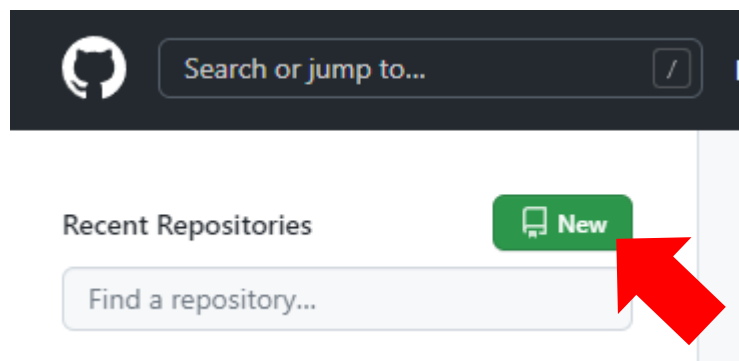 Search or jump to...
/
Recent Repositories
New
Find a repository...